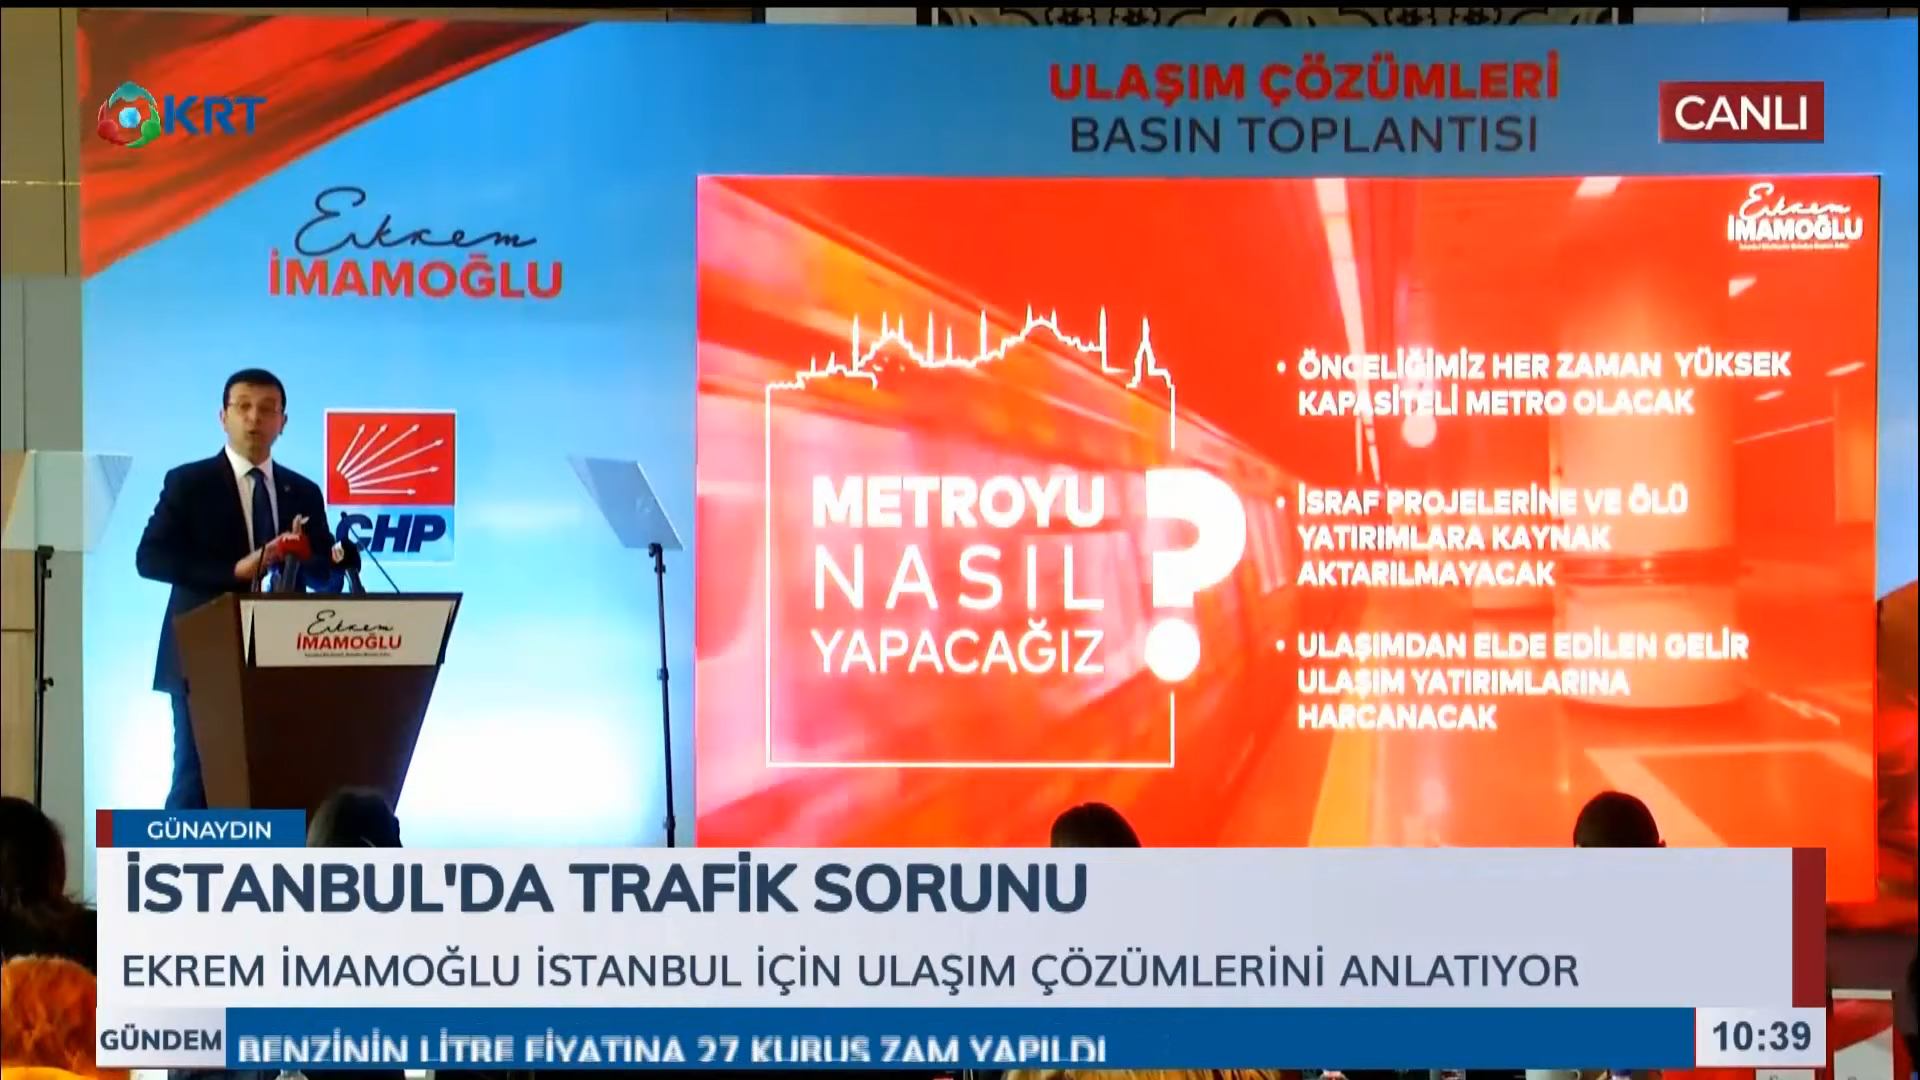 ULAŞIM ÇÖZÜMLERİ
BASIN TOPLANTISI
KRT
CANLI
Ekrem
İMAMOĞLU
Ekrem
İMAMOĞLU
CHP
Ekrem
İMAMOĞLU
METROYU
NASIL
YAPACAĞIZ
?
• ÖNCELİĞİMİZ HER ZAMAN YÜKSEK
KAPASİTELİ METRO OLACAK
• İSRAF PROJELERİNE VE ÖLÜ
YATIRIMLARA KAYNAK
AKTARILMAYACAK
• ULAŞIMDAN ELDE EDİLEN GELİR
ULAŞIM YATIRIMLARINA
HARCANACAK
GÜNAYDIN
İSTANBUL'DA TRAFİK SORUNU
EKREM İMAMOĞLU İSTANBUL İÇİN ULAŞIM ÇÖZÜMLERİNİ ANLATIYOR
GÜNDEM
BENZİNİN LİTRE FİYATINA 27 KURUŞ ZAM YAPILDI
10:39